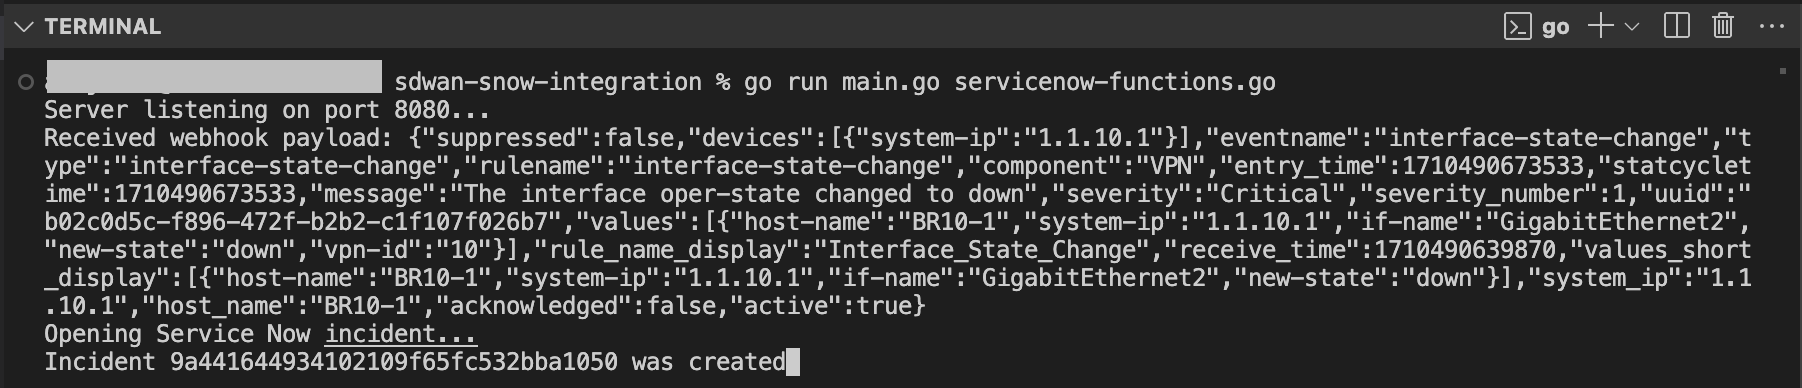 TERMINAL
go
sdwan-snow-integration % go run main.go servicenow-functions.go
Server listening on port 8080...
Received webhook payload: {"suppressed":false,"devices":[{"system-ip":"1.1.10.1"}],"eventname":"interface-state-change","t
ype":"interface-state-change","rulename":"interface-state-change","component":"VPN","entry_time":1710490673533,"statcyclet
ime":1710490673533,"message":"The interface oper-state changed to down","severity":"Critical","severity_number":1,"uuid":"
b02c0d5c-f896-472f-b2b2-c1f107f026b7","values":[{"host-name":"BR10-1","system-ip":"1.1.10.1","if-name":"GigabitEthernet2",
"new-state":"down","vpn-id":"10"}],"rule_name_display":"Interface_State_Change","receive_time":1710490639870,"values_short
_display":[{"host-name":"BR10-1","system-ip":"1.1.10.1","if-name":"GigabitEthernet2","new-state":"down"}],"system_ip":"1.1
.10.1","host_name":"BR10-1","acknowledged":false,"active":true}
Opening Service Now incident...
Incident 9a441644934102109f65fc532bba1050 was created